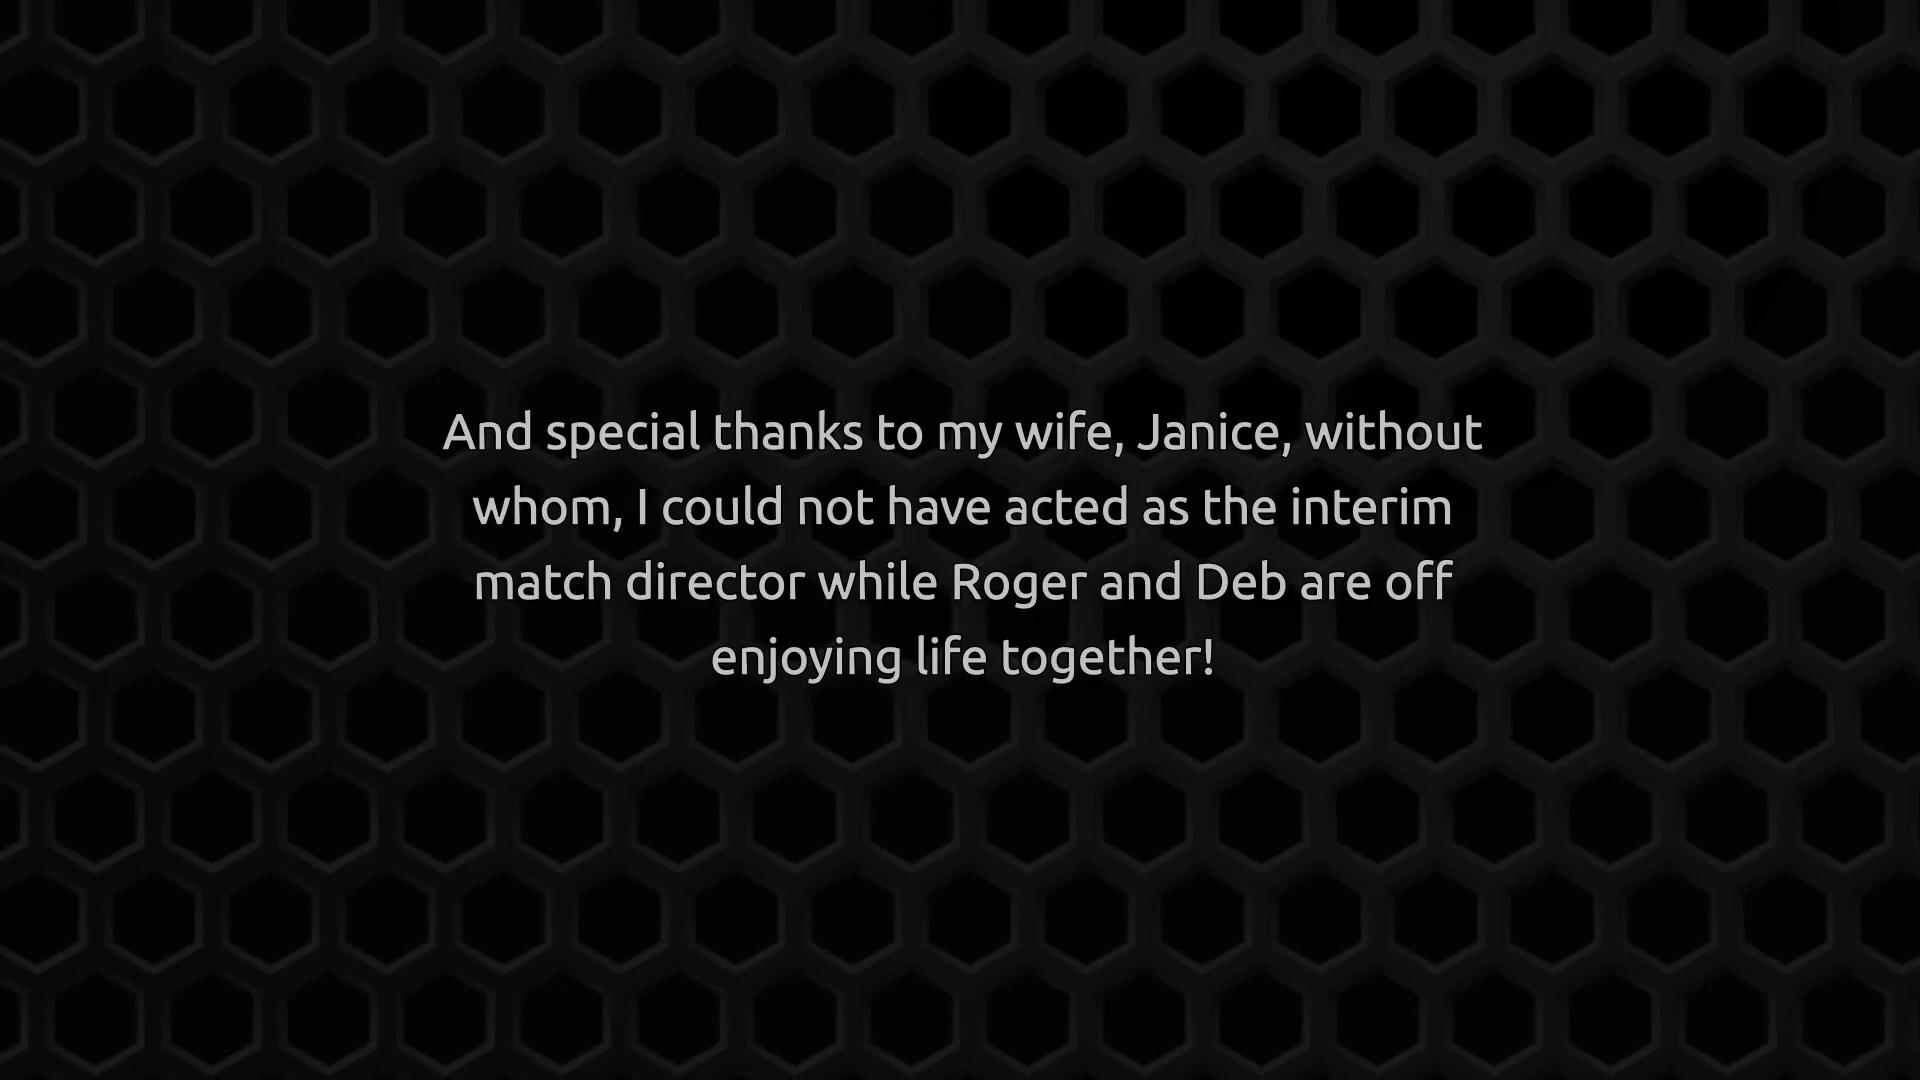 And special thanks to my wife, Janice, without
whom, I could not have acted as the interim
match director while Roger and Deb are off
enjoying life together!